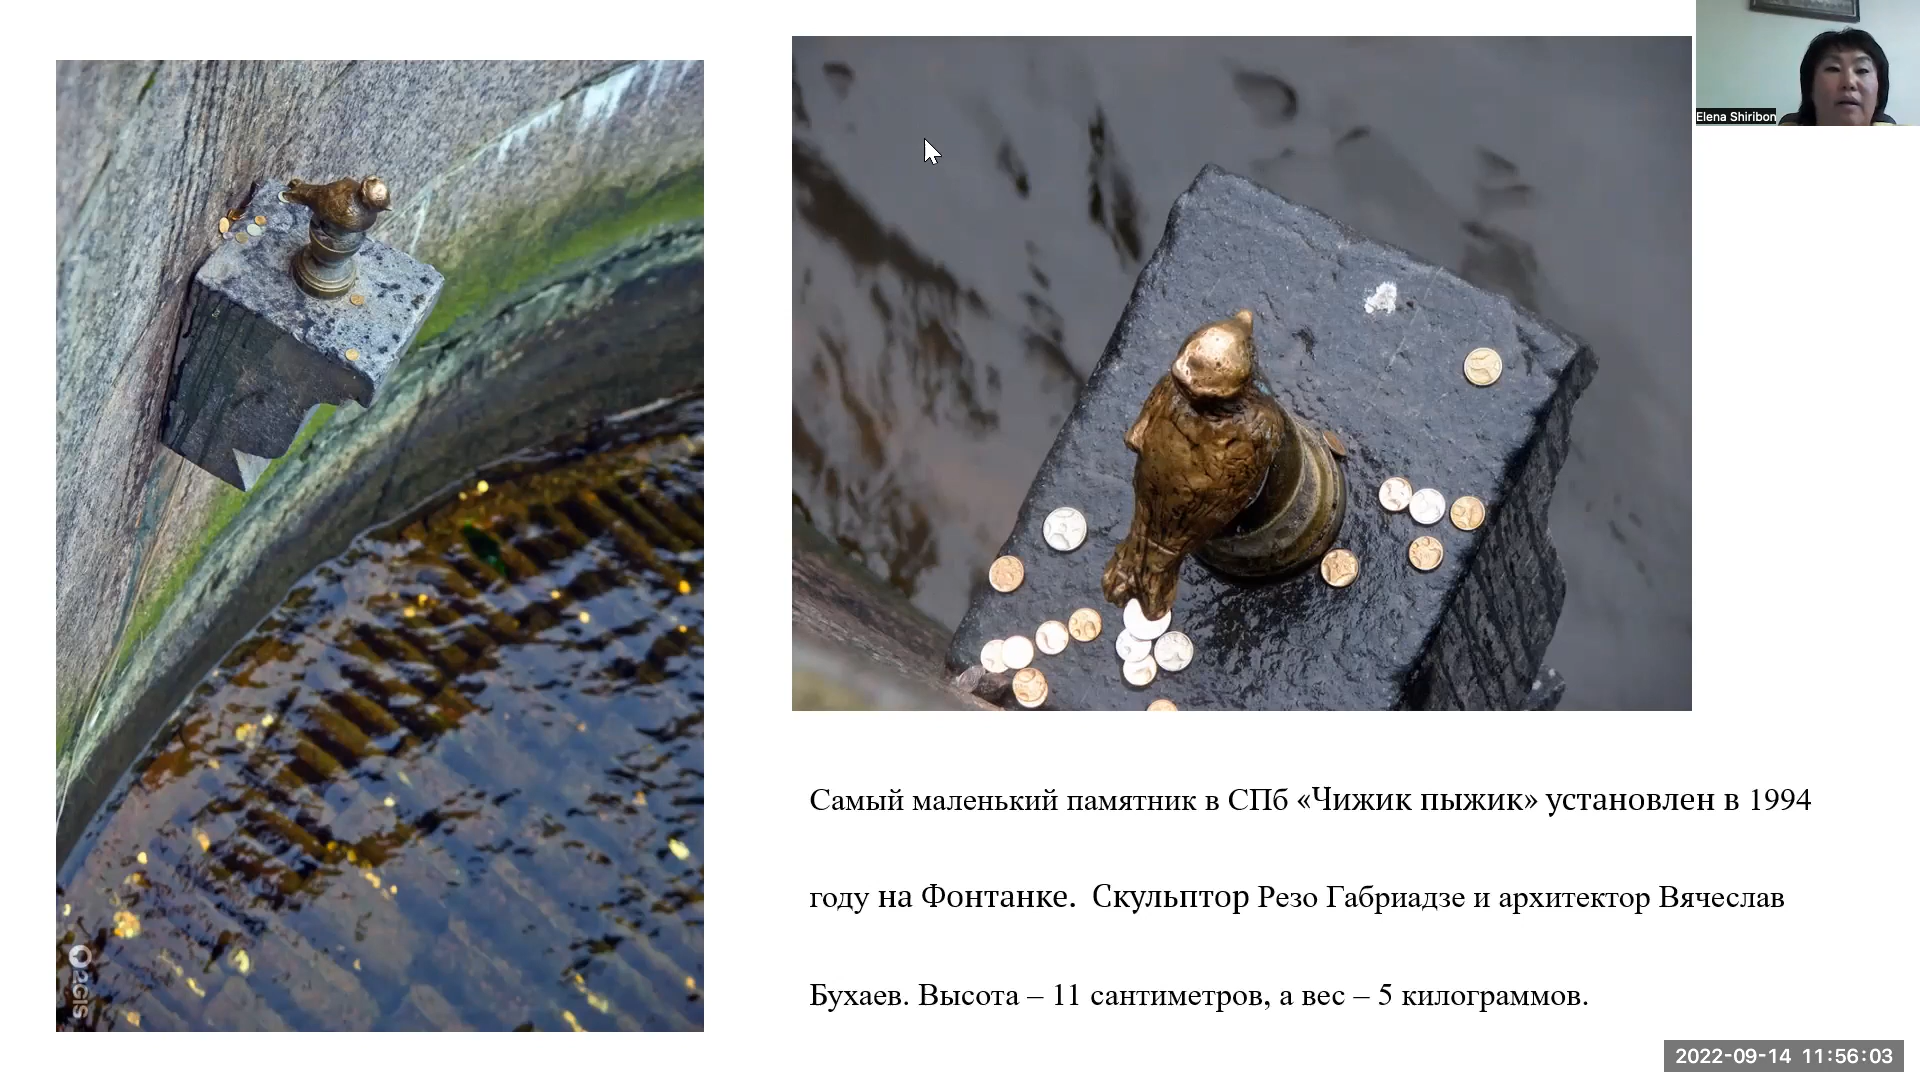 Elena Shiribon
Самый маленький памятник в СПб «Чижик пыжик» установлен в 1994
году на Фонтанке. Скульптор Резо Габриадзе и архитектор Вячеслав
Бухаев. Высота – 11 сантиметров, а вес – 5 килограммов.
2GIS
2022-09-14 11:56:03